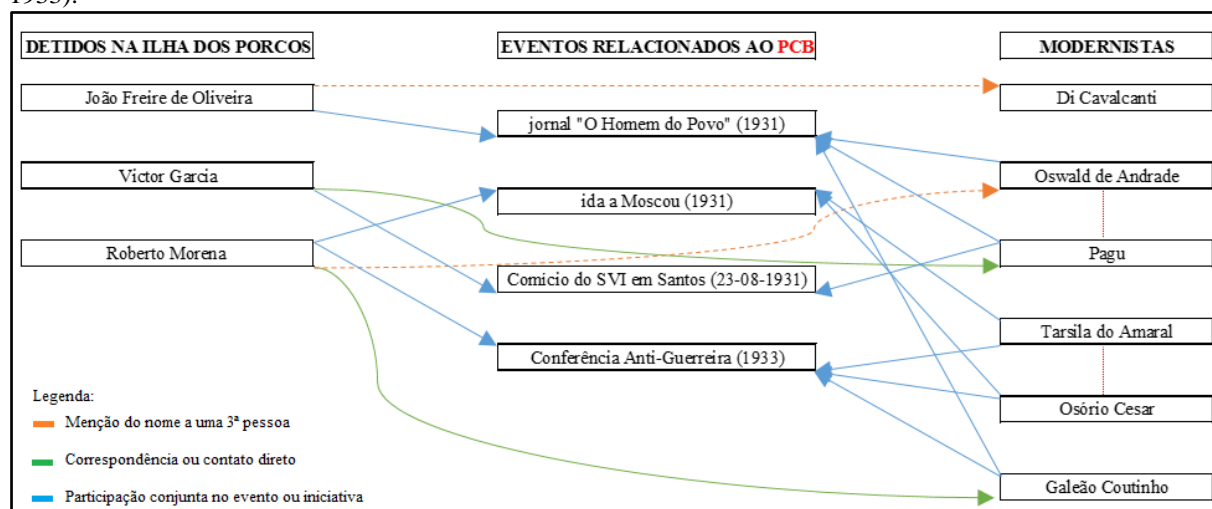 1933).
DETIDOS NA ILHA DOS PORCOS
EVENTOS RELACIONADOS AO PCB
MODERNISTAS
João Freire de Oliveira
Di Cavalcanti
jornal "O Homem do Povo" (1931)
Victor Garcia
Oswald de Andrade
ida a Moscou (1931)
Roberto Morena
Pagu
Comicio do SVI em Santos (23-08-1931)
Tarsila do Amaral
Conferência Anti-Guerreira (1933)
Osório Cesar
Galeão Coutinho
Legenda:
Menção do nome a uma 3ª pessoa
Correspondência ou contato direto
Participação conjunta no evento ou iniciativa